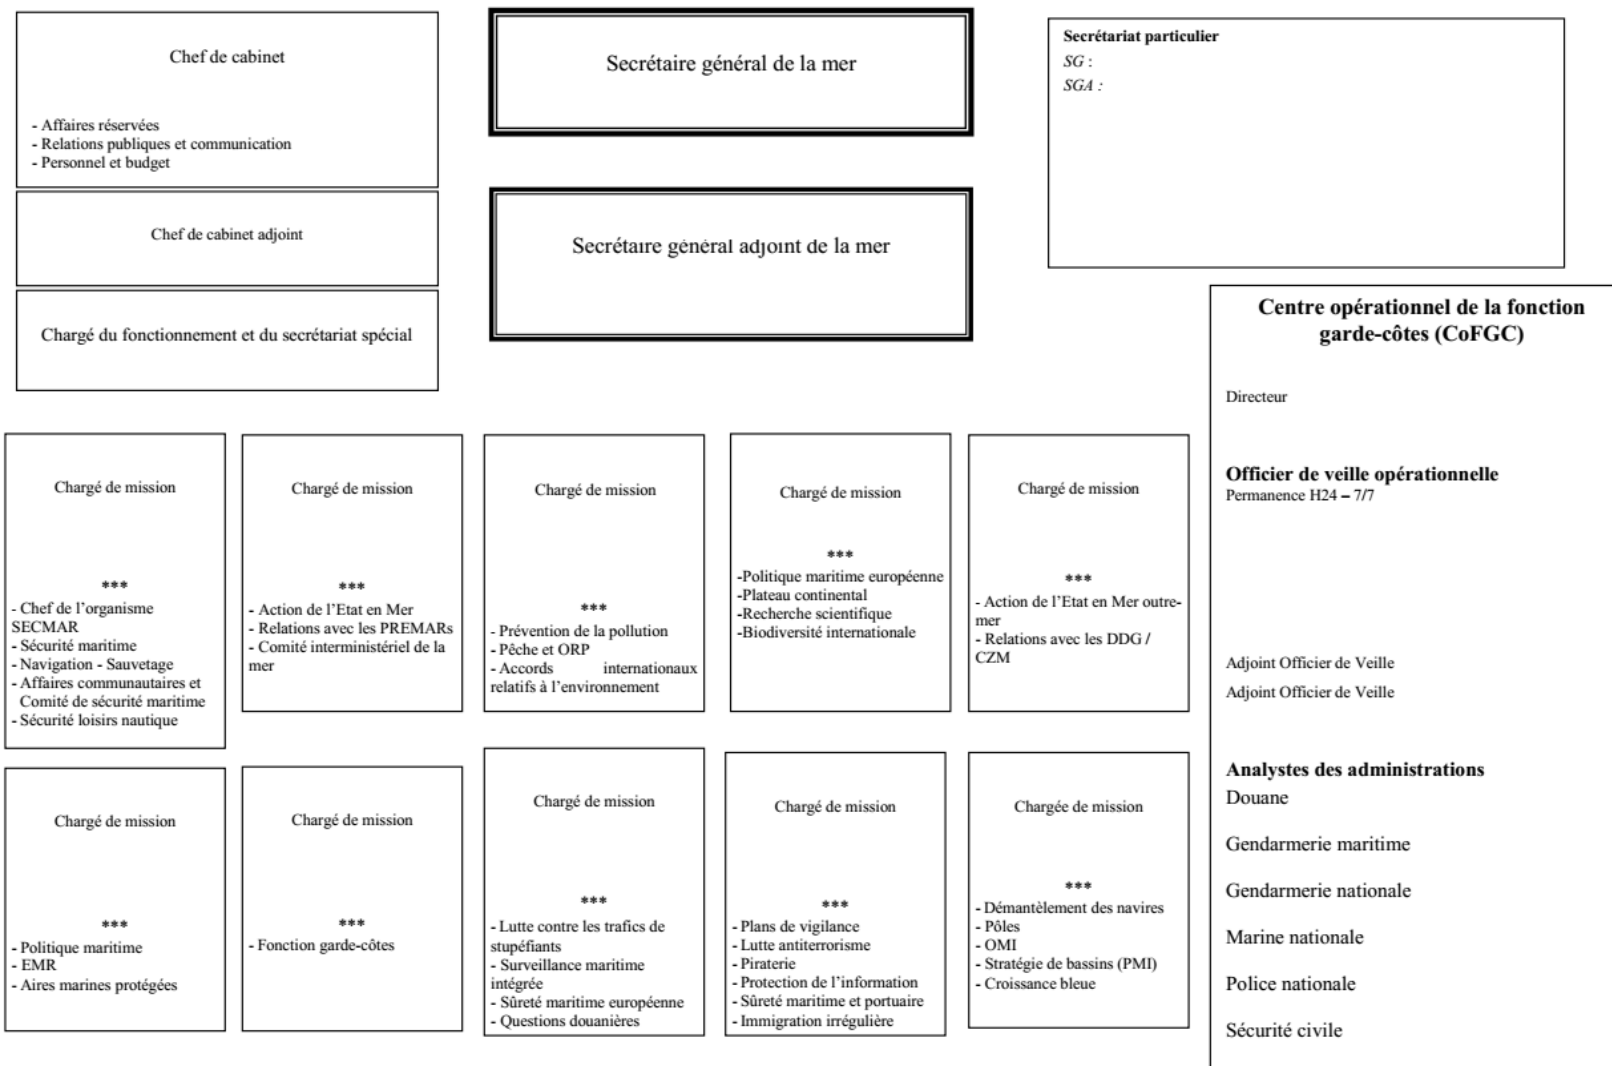 Chef de cabinet
- Affaires réservées
- Relations publiques et communication
- Personnel et budget
Chef de cabinet adjoint
Chargé du fonctionnement et du secrétariat spécial
Secrétaire général de la mer
Secrétaire général adjoint de la mer
Secrétariat particulier
SG :
SGA :
Chargé de mission
***
- Chef de l'organisme
SECMAR
- Sécurité maritime
- Navigation - Sauvetage
- Affaires communautaires et
Comité de sécurité maritime
- Sécurité loisirs nautique
Chargé de mission
***
- Action de l'Etat en Mer
- Relations avec les PREMARs
- Comité interministériel de la
mer
Chargé de mission
***
- Prévention de la pollution
- Pêche et ORP
- Accords internationaux
relatifs à l'environnement
Chargé de mission
***
-Politique maritime européenne
-Plateau continental
-Recherche scientifique
-Biodiversité internationale
Chargé de mission
***
- Action de l'Etat en Mer outre-
mer
- Relations avec les DDG /
CZM
Chargé de mission
***
- Politique maritime
- EMR
- Aires marines protégées
Chargé de mission
***
- Fonction garde-côtes
Chargé de mission
***
- Lutte contre les trafics de
stupéfiants
- Surveillance maritime
intégrée
- Sûreté maritime européenne
- Questions douanières
Chargé de mission
***
- Plans de vigilance
- Lutte antiterrorisme
- Piraterie
- Protection de l'information
- Sûreté maritime et portuaire
- Immigration irrégulière
Chargée de mission
***
- Démantèlement des navires
- Pôles
- OMI
- Stratégie de bassins (PMI)
- Croissance bleue
Centre opérationnel de la fonction
garde-côtes (CoFGC)
Directeur
Officier de veille opérationnelle
Permanence H24 – 7/7
Adjoint Officier de Veille
Adjoint Officier de Veille
Analystes des administrations
Douane
Gendarmerie maritime
Gendarmerie nationale
Marine nationale
Police nationale
Sécurité civile